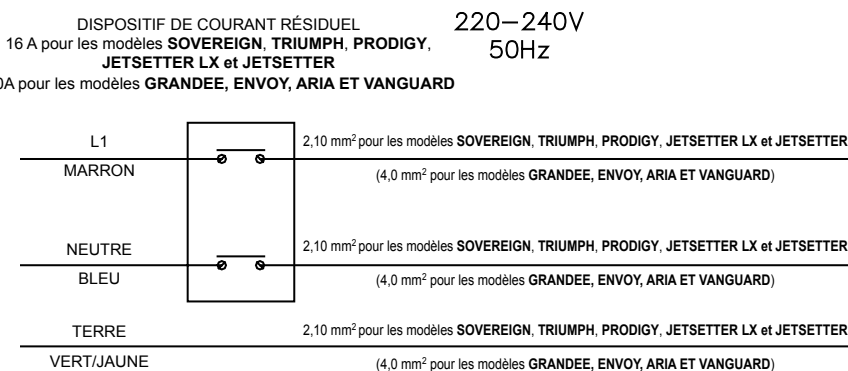 DISPOSITIF DE COURANT RÉSIDUEL
16 A pour les modèles SOVEREIGN, TRIUMPH, PRODIGY,
JETSETTER LX et JETSETTER
0A pour les modèles GRANDEE, ENVOY, ARIA ET VANGUARD
220–240V
50Hz
L1
2,10 mm² pour les modèles SOVEREIGN, TRIUMPH, PRODIGY, JETSETTER LX et JETSETTER
MARRON
(4,0 mm² pour les modèles GRANDEE, ENVOY, ARIA ET VANGUARD)
NEUTRE
2,10 mm² pour les modèles SOVEREIGN, TRIUMPH, PRODIGY, JETSETTER LX et JETSETTER
BLEU
(4,0 mm² pour les modèles GRANDEE, ENVOY, ARIA ET VANGUARD)
TERRE
2,10 mm² pour les modèles SOVEREIGN, TRIUMPH, PRODIGY, JETSETTER LX et JETSETTER
VERT/JAUNE
(4,0 mm² pour les modèles GRANDEE, ENVOY, ARIA ET VANGUARD)